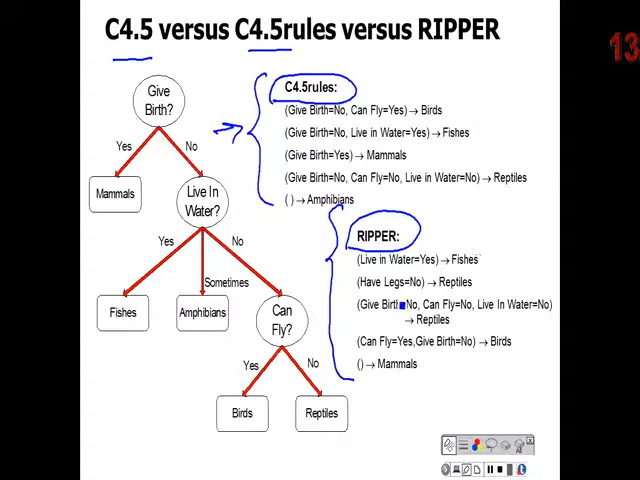 C4.5 versus C4.5rules versus RIPPER
13
Give
Birth?
Yes
No
Mammals
Live In
Water?
Yes
No
Sometimes
Fishes
Amphibians
Can
Fly?
Yes
No
Birds
Reptiles
C4.5rules:
(Give Birth=No, Can Fly=Yes) → Birds
(Give Birth=No, Live in Water=Yes) → Fishes
(Give Birth=Yes) → Mammals
(Give Birth=No, Can Fly=No, Live in Water=No) → Reptiles
( ) → Amphibians
RIPPER:
(Live in Water=Yes) → Fishes
(Have Legs=No) → Reptiles
(Give Birth=No, Can Fly=No, Live In Water=No)
→ Reptiles
(Can Fly=Yes,Give Birth=No) → Birds
() → Mammals